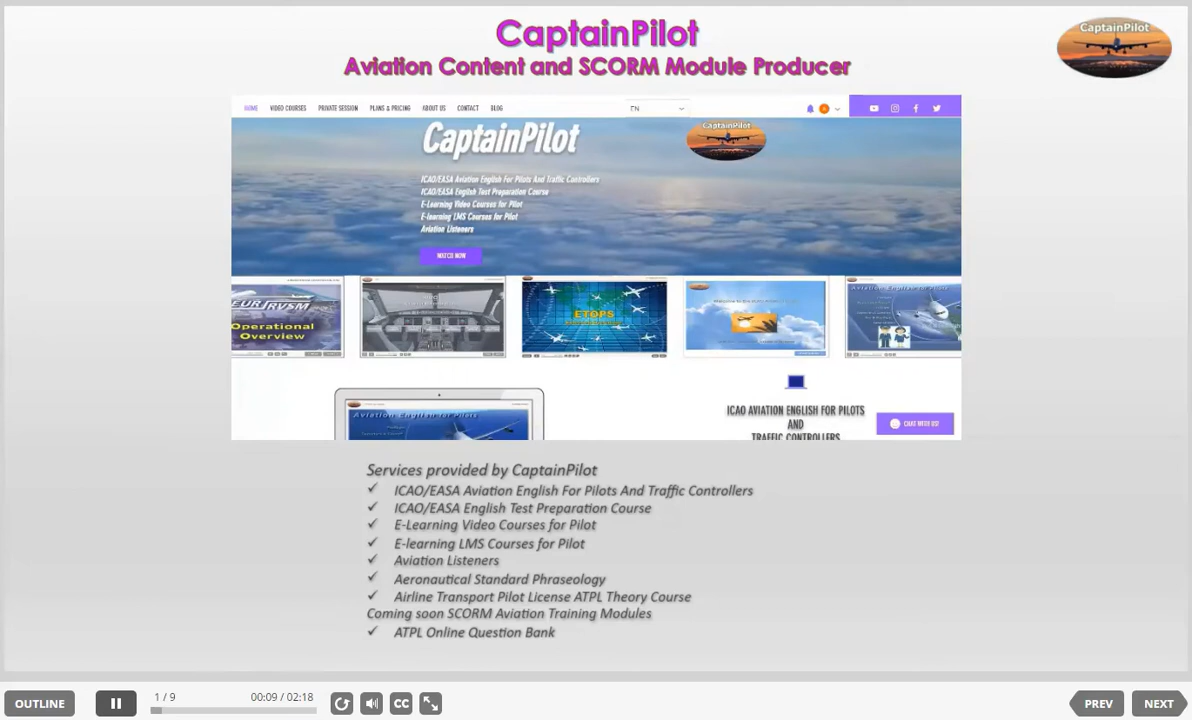 CaptainPilot
Aviation Content and SCORM Module Producer
CaptainPilot
HOME VIDEO COURSES PRIVATE SESSION PLANS & PRICING ABOUT US CONTACT BLOG EN
CaptainPilot
CaptainPilot
ICAO/EASA Aviation English For Pilots And Traffic Controllers
ICAO/EASA English Test Preparation Course
E-Learning Video Courses for Pilot
E-learning LMS Courses for Pilot
Aviation Listeners
WATCH NOW
EUR RVSM
Operational
Overview
ETOPS
Aviation English for Pilots
ICAO AVIATION ENGLISH FOR PILOTS
AND
TRAFFIC CONTROLLERS
CHAT WITH US!
Services provided by CaptainPilot
✓ ICAO/EASA Aviation English For Pilots And Traffic Controllers
✓ ICAO/EASA English Test Preparation Course
✓ E-Learning Video Courses for Pilot
✓ E-learning LMS Courses for Pilot
✓ Aviation Listeners
✓ Aeronautical Standard Phraseology
✓ Airline Transport Pilot License ATPL Theory Course
Coming soon SCORM Aviation Training Modules
✓ ATPL Online Question Bank
OUTLINE 1 / 9 00:09 / 02:18 CC PREV NEXT